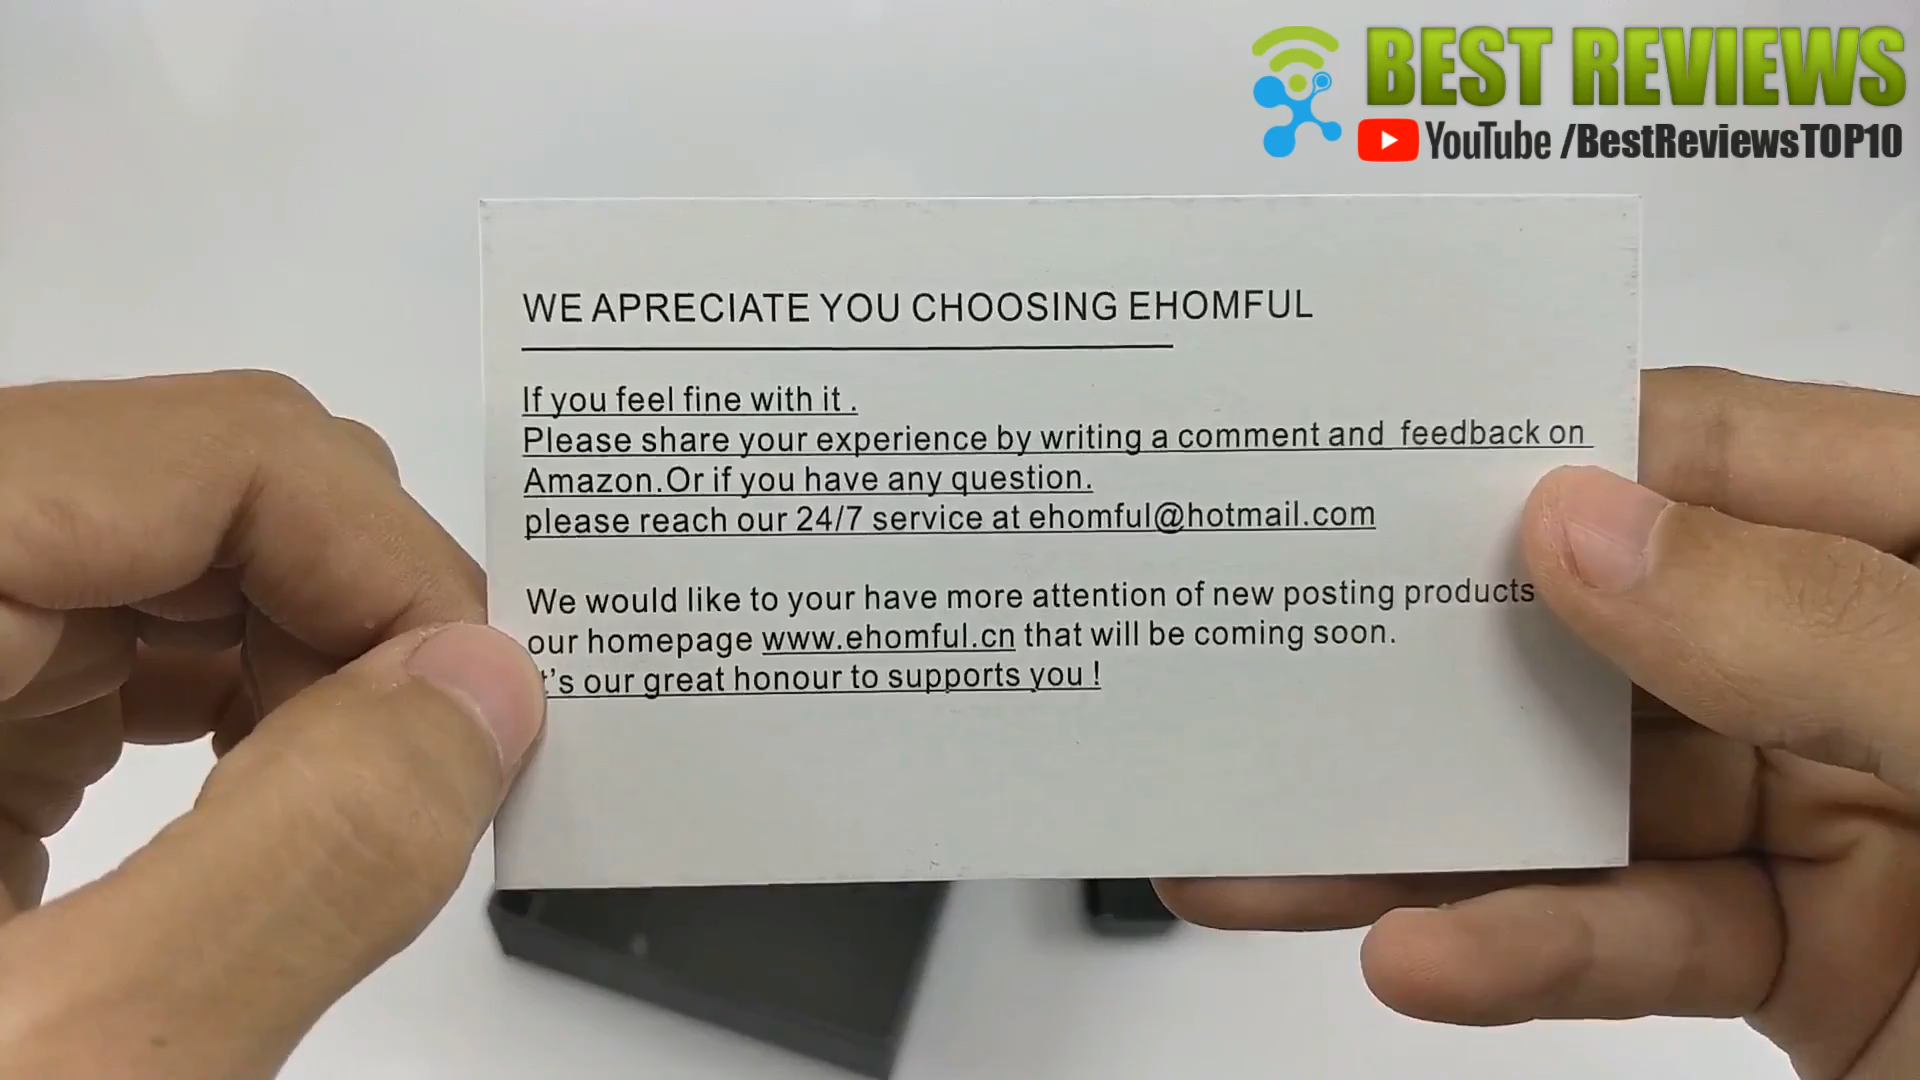 BEST REVIEWS
YouTube /BestReviewsTOP10
WE APRECIATE YOU CHOOSING EHOMFUL
If you feel fine with it .
Please share your experience by writing a comment and feedback on
Amazon.Or if you have any question.
please reach our 24/7 service at ehomful@hotmail.com
We would like to your have more attention of new posting products
our homepage www.ehomful.cn that will be coming soon.
t's our great honour to supports you !